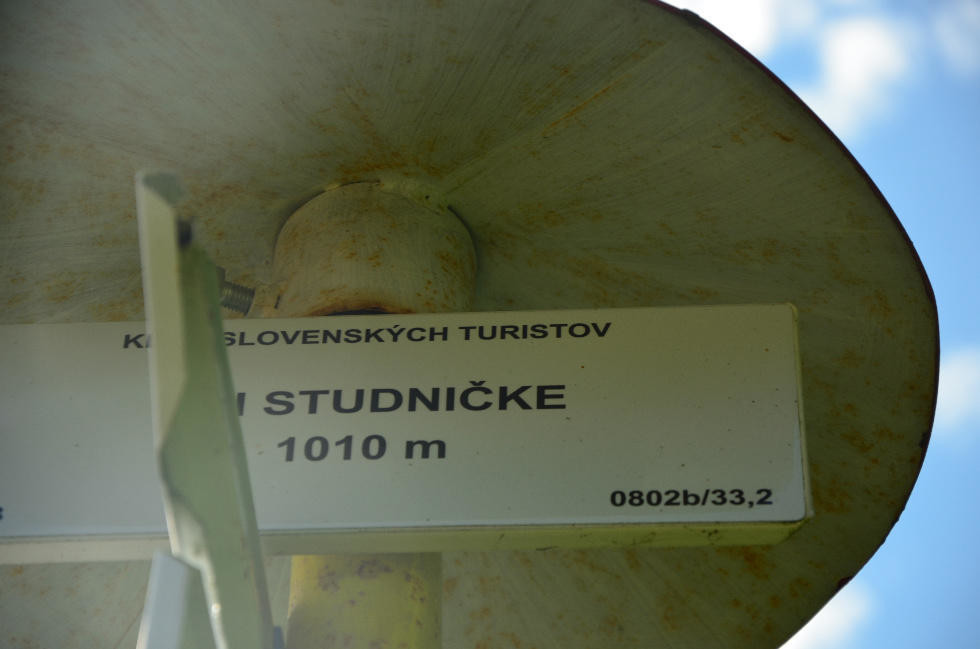 SLOVENSKÝCH TURISTOV
STUDNIČKE
1010 m
0802b/33,2